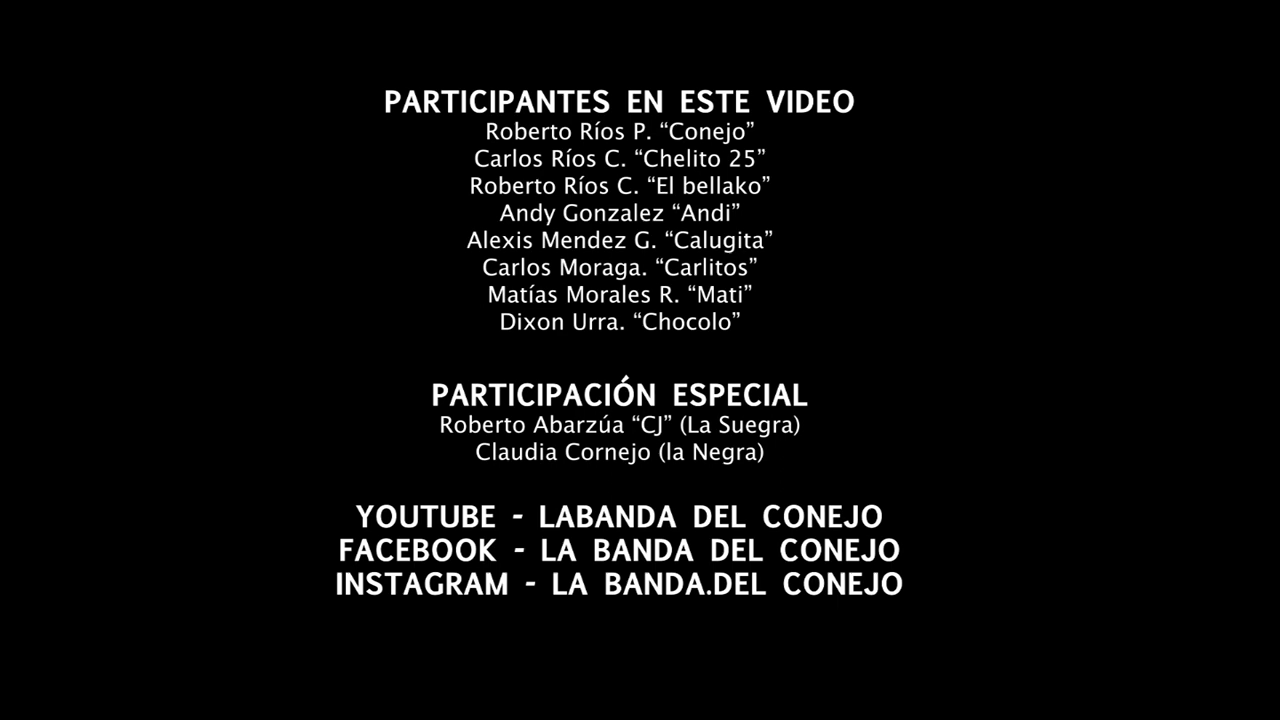 PARTICIPANTES EN ESTE VIDEO
Roberto Ríos P. “Conejo”
Carlos Ríos C. “Chelito 25”
Roberto Ríos C. “El bellako”
Andy Gonzalez “Andi”
Alexis Mendez G. “Calugita”
Carlos Moraga. “Carlitos”
Matías Morales R. “Mati”
Dixon Urra. “Chocolo”
PARTICIPACIÓN ESPECIAL
Roberto Abarzúa “CJ” (La Suegra)
Claudia Cornejo (la Negra)
YOUTUBE - LABANDA DEL CONEJO
FACEBOOK - LA BANDA DEL CONEJO
INSTAGRAM - LA BANDA.DEL CONEJO